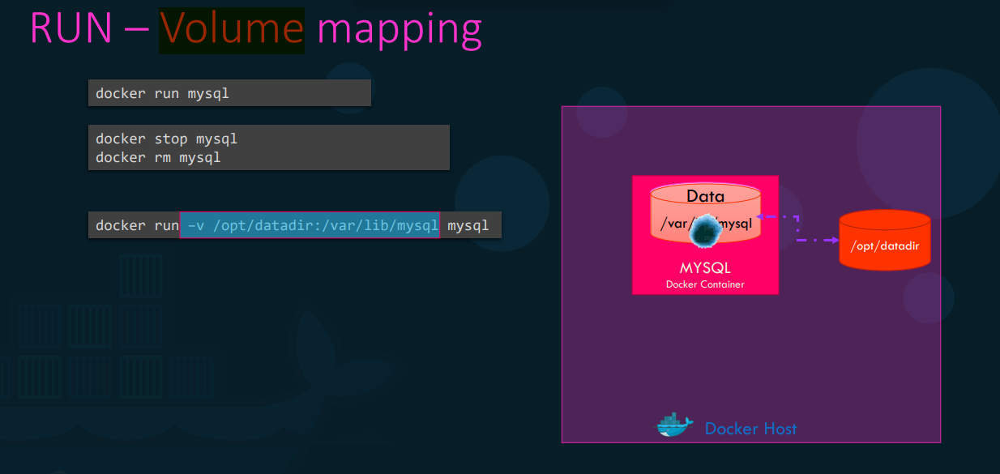 RUN – Volume mapping
docker run mysql
docker stop mysql
docker rm mysql
docker run -v /opt/datadir:/var/lib/mysql mysql
Data
/var/ /mysql
MYSQL
Docker Container
/opt/datadir
Docker Host